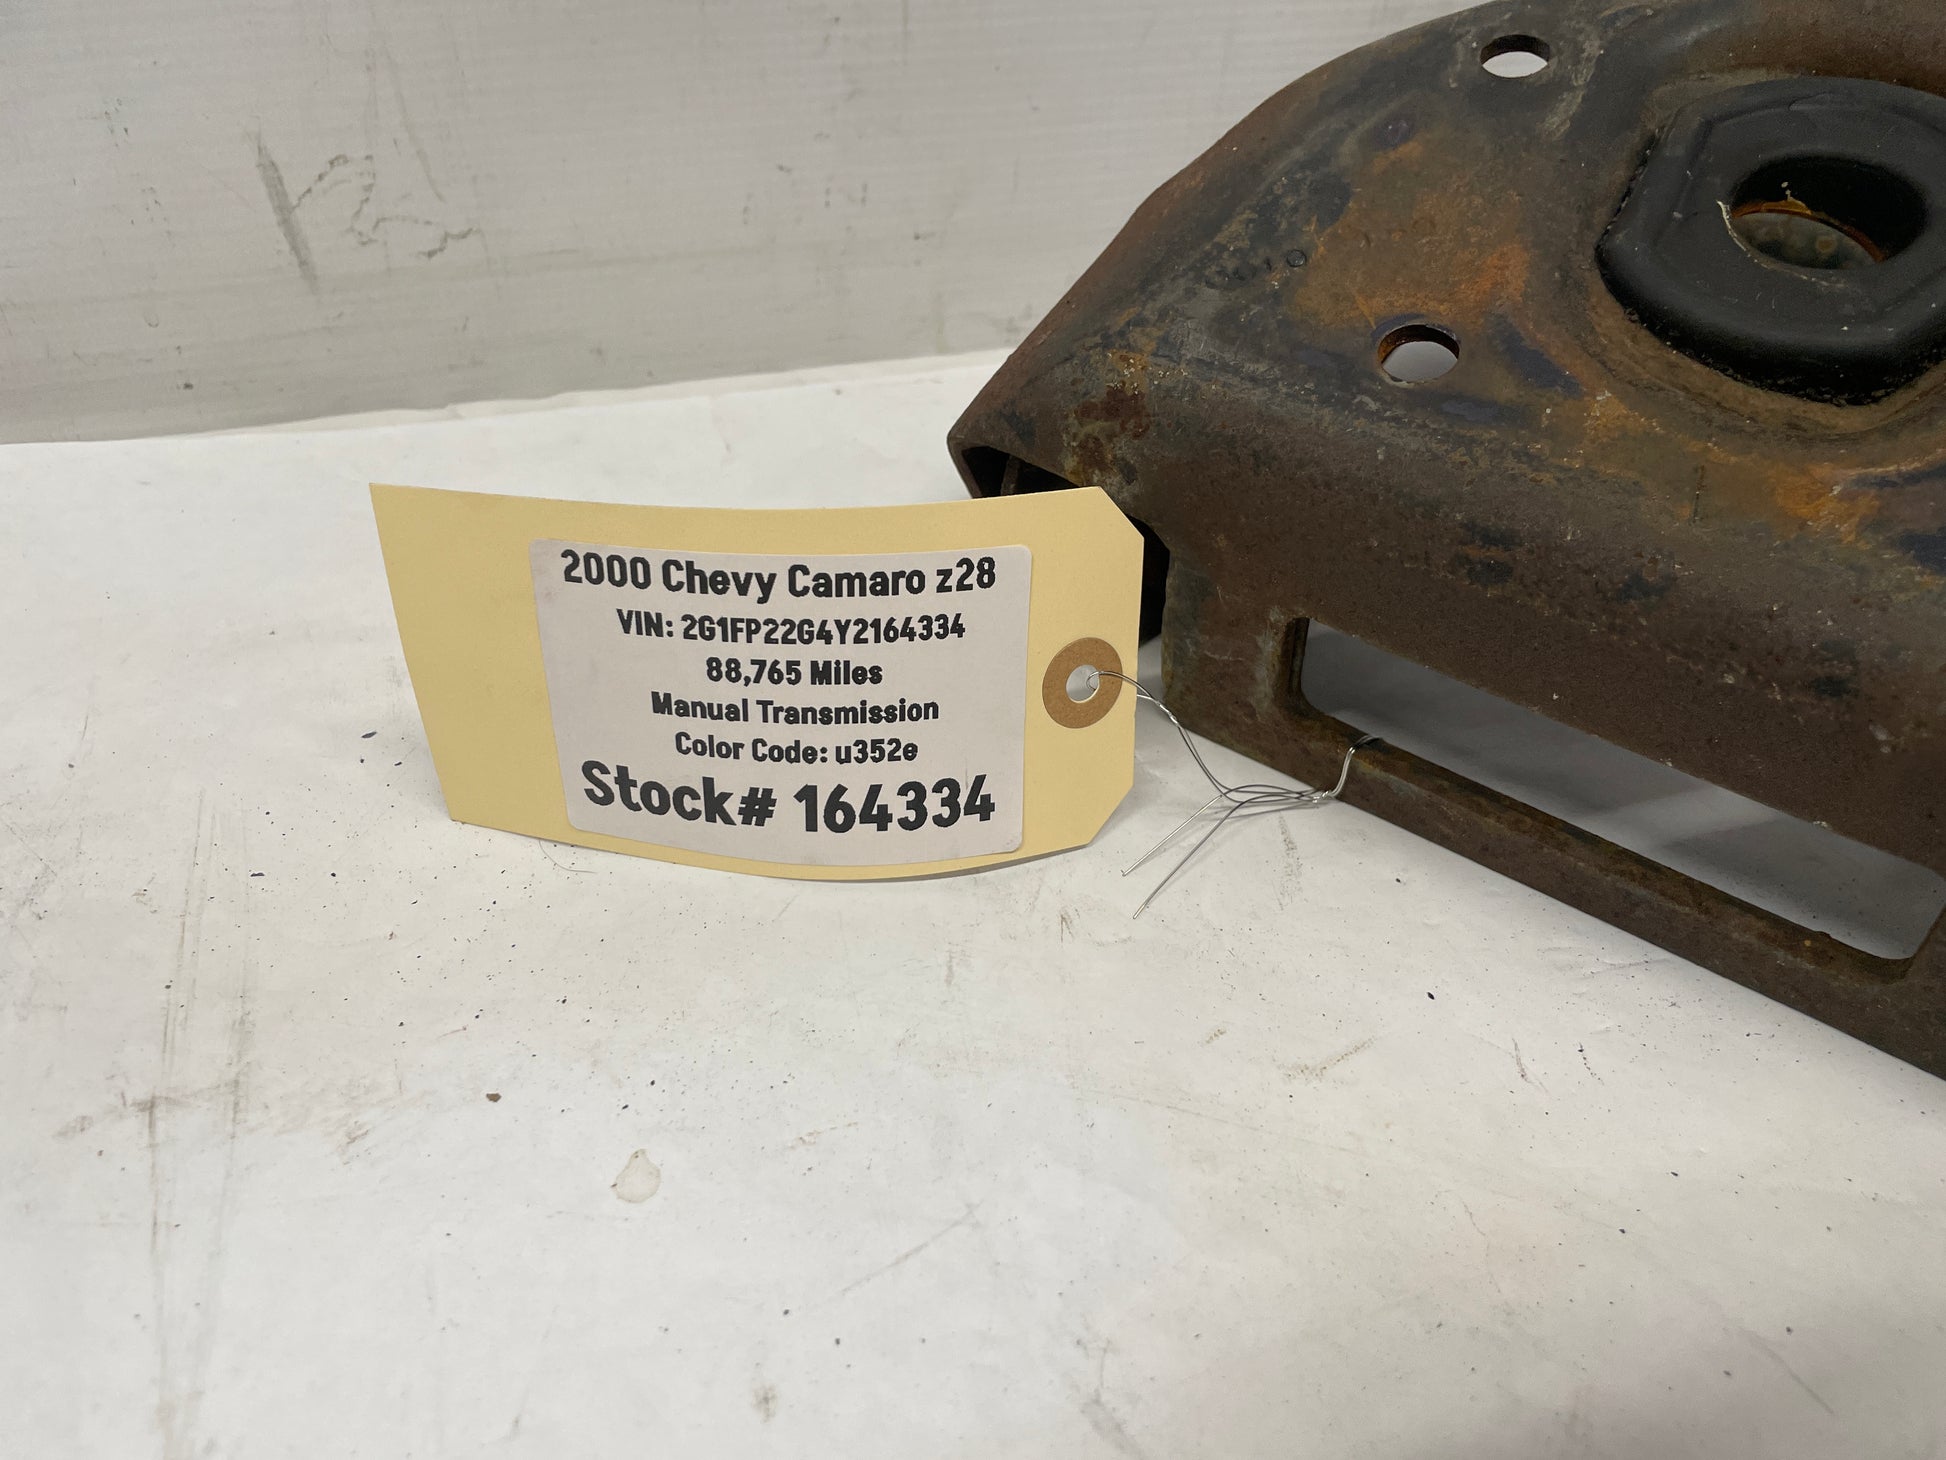 2000 Chevy Camaro z28
VIN: 2G1FP22G4Y2164334
88,765 Miles
Manual Transmission
Color Code: u352e
Stock# 164334